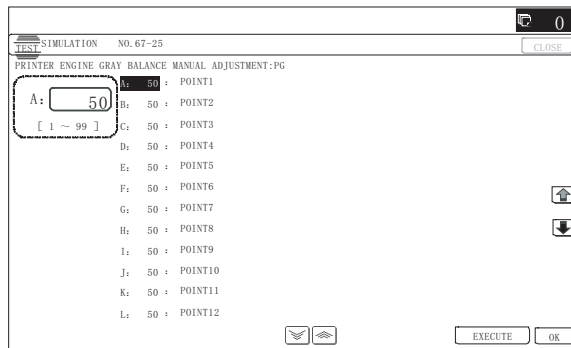 0
TEST SIMULATION NO.67-25
CLOSE
PRINTER ENGINE GRAY BALANCE MANUAL ADJUSTMENT:PG
A: 50
[ 1 ～ 99 ]
A: 50 : POINT1
B: 50 : POINT2
C: 50 : POINT3
D: 50 : POINT4
E: 50 : POINT5
F: 50 : POINT6
G: 50 : POINT7
H: 50 : POINT8
I: 50 : POINT9
J: 50 : POINT10
K: 50 : POINT11
L: 50 : POINT12
EXECUTE
OK